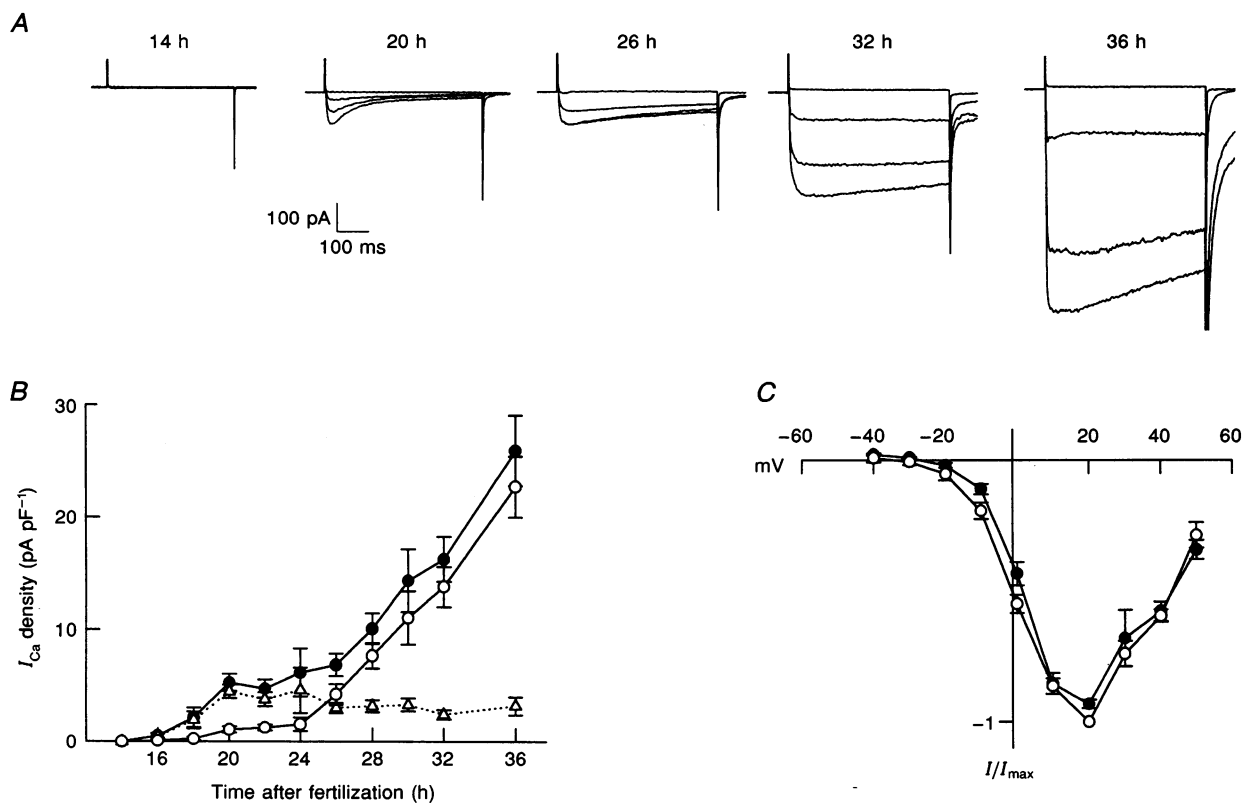 A
14 h 20 h 26 h 32 h 36 h
100 pA
100 ms
B
C
I_Ca density (pA pF⁻¹)
30
20
10
0
16 20 24 28 32 36
Time after fertilization (h)
−60 −40 −20 20 40 60
mV
−1
I/I_max